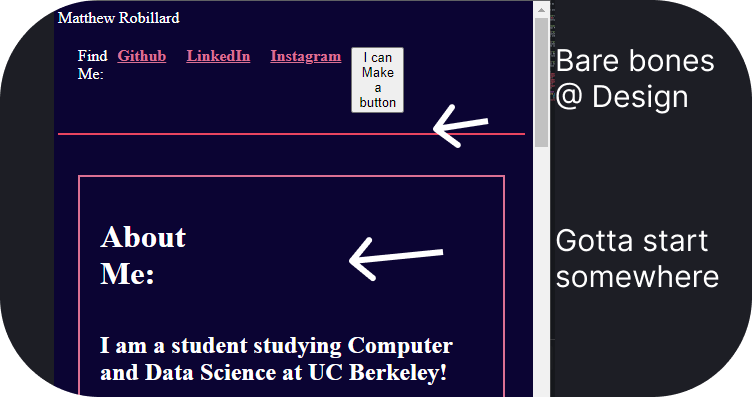 Matthew Robillard
Find Me:
Github LinkedIn Instagram
I can
Make
a
button
Bare bones
@ Design
About
Me:
Gotta start
somewhere
I am a student studying Computer
and Data Science at UC Berkeley!